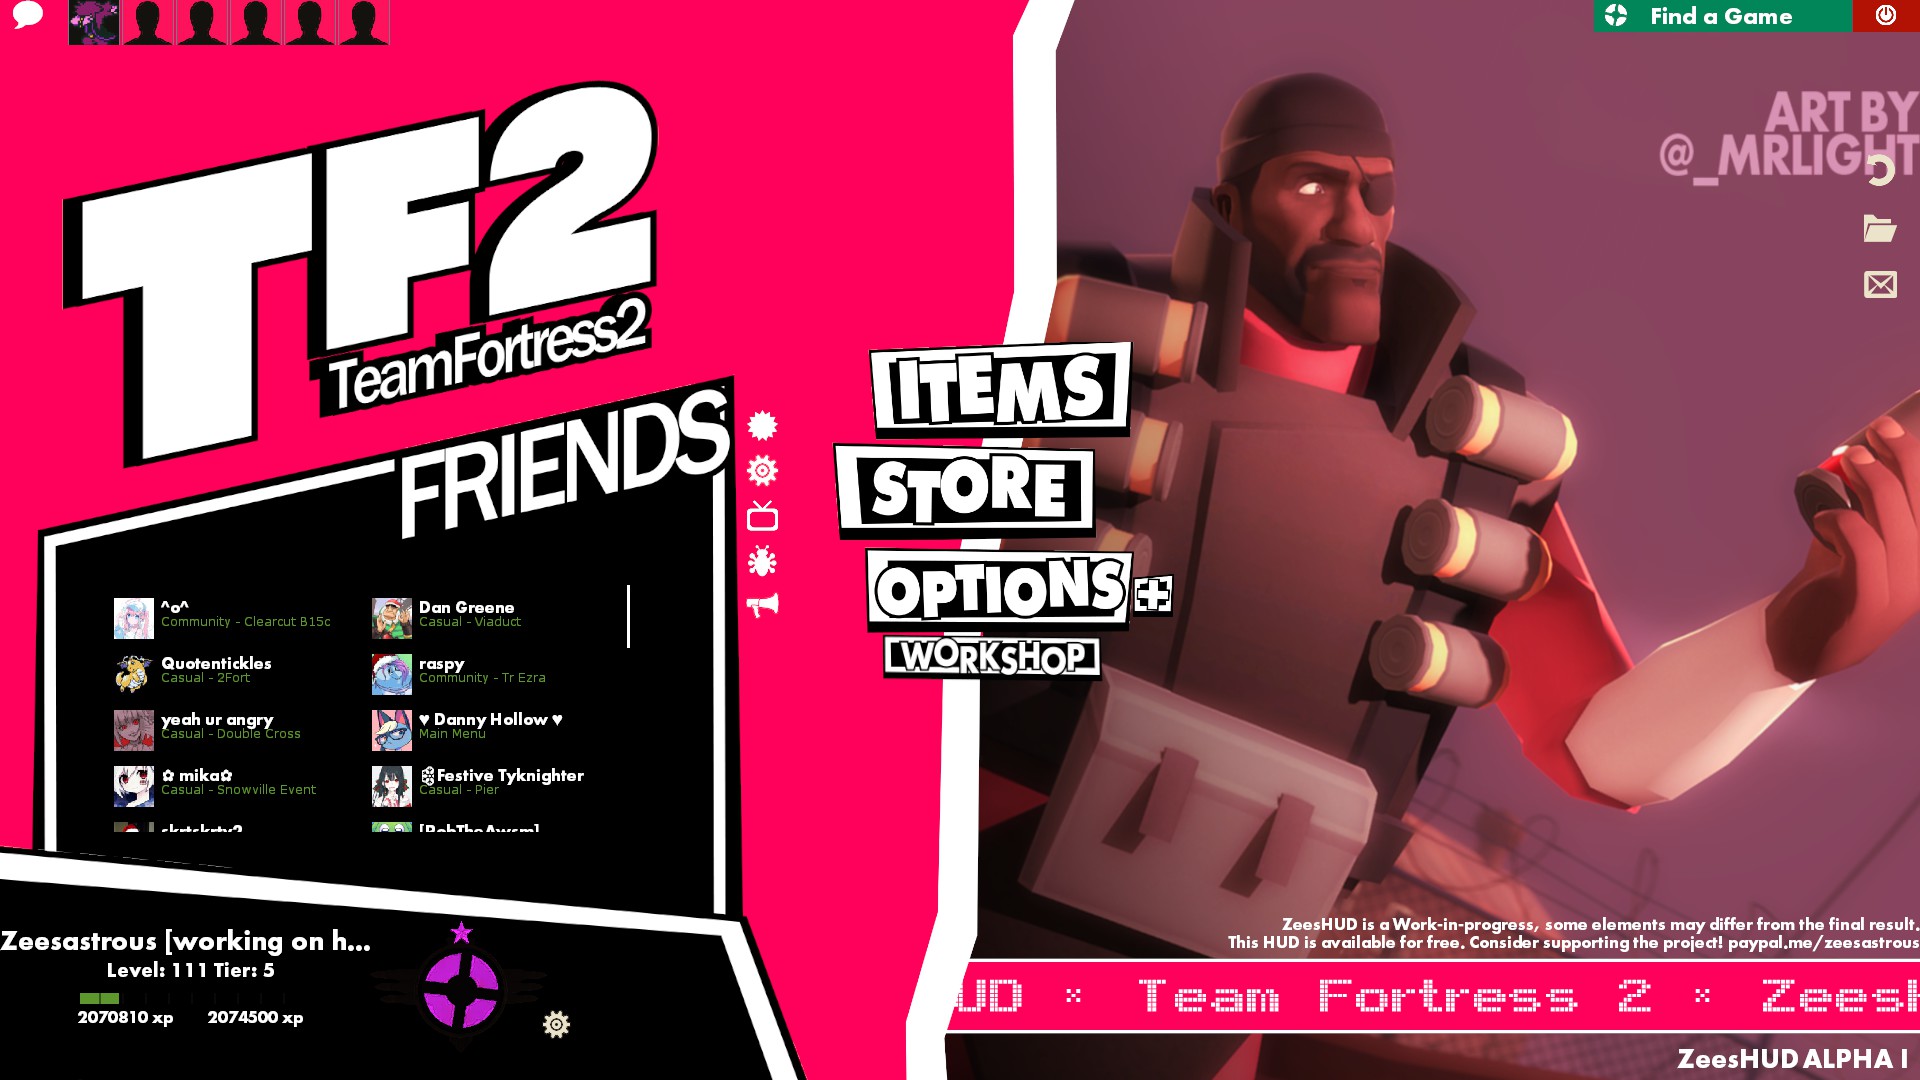 Find a Game
ART BY
@_MRLIGHT
TF2
TeamFortress2
FRIENDS
ITEMS
STORE
OPTIONS
WORKSHOP
^o^
Community - Clearcut B15c
Dan Greene
Casual - Viaduct
Quotentickles
Casual - 2Fort
raspy
Community - Tr Ezra
yeah ur angry
Casual - Double Cross
♥ Danny Hollow ♥
Main Menu
✿ mika✿
Casual - Snowville Event
Festive Tyknighter
Casual - Pier
skrtskrtv2
[RobTheAwsm]
Zeesastrous [working on h...
Level: 111 Tier: 5
2070810 xp 2074500 xp
ZeesHUD is a Work-in-progress, some elements may differ from the final result.
This HUD is available for free. Consider supporting the project! paypal.me/zeesastrous
UD × Team Fortress 2 × Zeesh
ZeesHUD ALPHA I